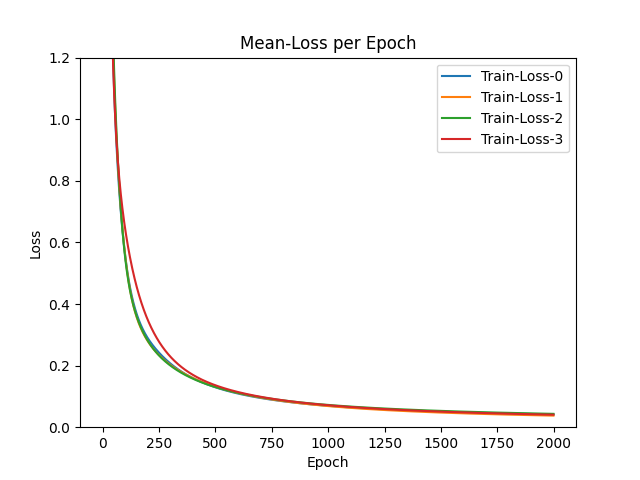 Mean-Loss per Epoch
Train-Loss-0
Train-Loss-1
Train-Loss-2
Train-Loss-3
1.2
1.0
0.8
0.6
0.4
0.2
0.0
Loss
0 250 500 750 1000 1250 1500 1750 2000
Epoch